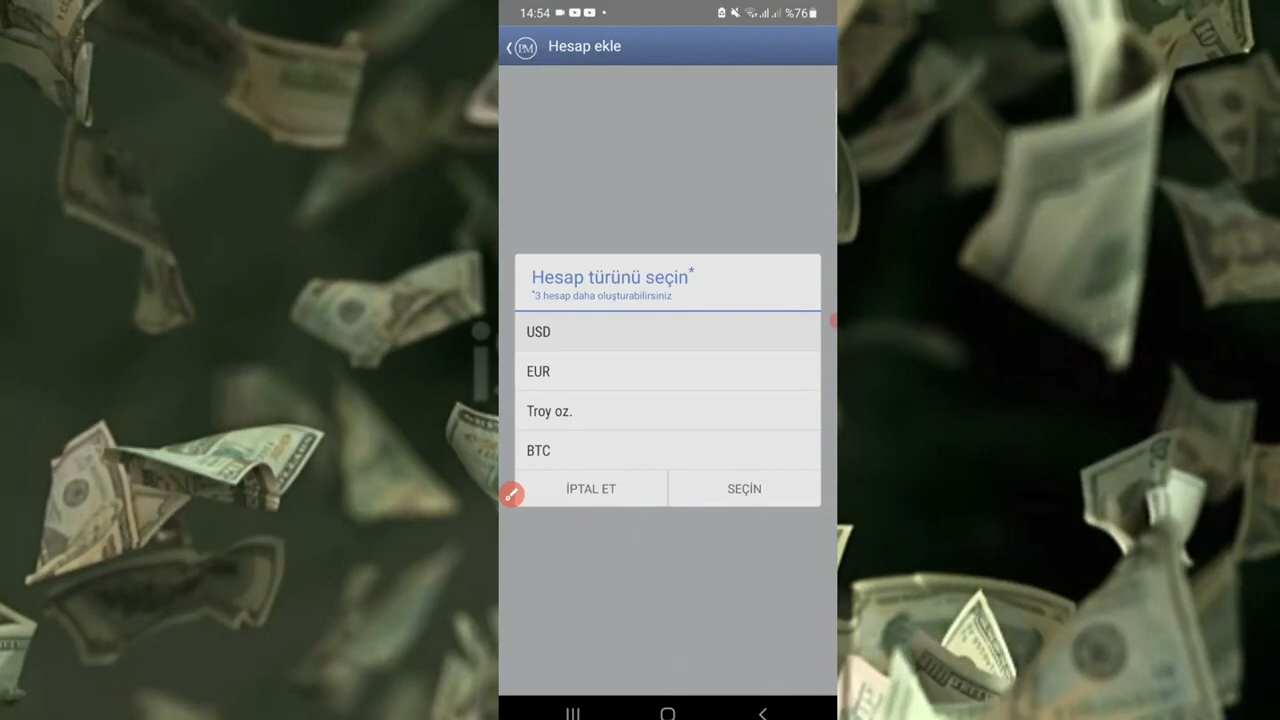 14:54
%76
PM
Hesap ekle
Hesap türünü seçin*
*3 hesap daha oluşturabilirsiniz
USD
EUR
Troy oz.
BTC
İPTAL ET
SEÇİN